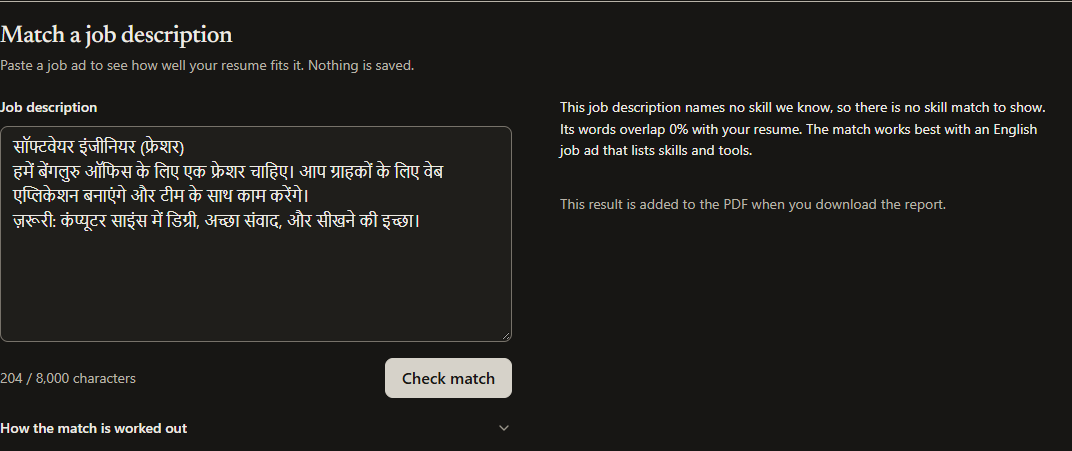 Match a job description
Paste a job ad to see how well your resume fits it. Nothing is saved.
Job description
सॉफ्टवेयर इंजीनियर (फ्रेशर)
हमें बेंगलुरु ऑफिस के लिए एक फ्रेशर चाहिए। आप ग्राहकों के लिए वेब
एप्लिकेशन बनाएंगे और टीम के साथ काम करेंगे।
ज़रूरी: कंप्यूटर साइंस में डिग्री, अच्छा संवाद, और सीखने की इच्छा।
204 / 8,000 characters
Check match
How the match is worked out
This job description names no skill we know, so there is no skill match to show.
Its words overlap 0% with your resume. The match works best with an English
job ad that lists skills and tools.
This result is added to the PDF when you download the report.